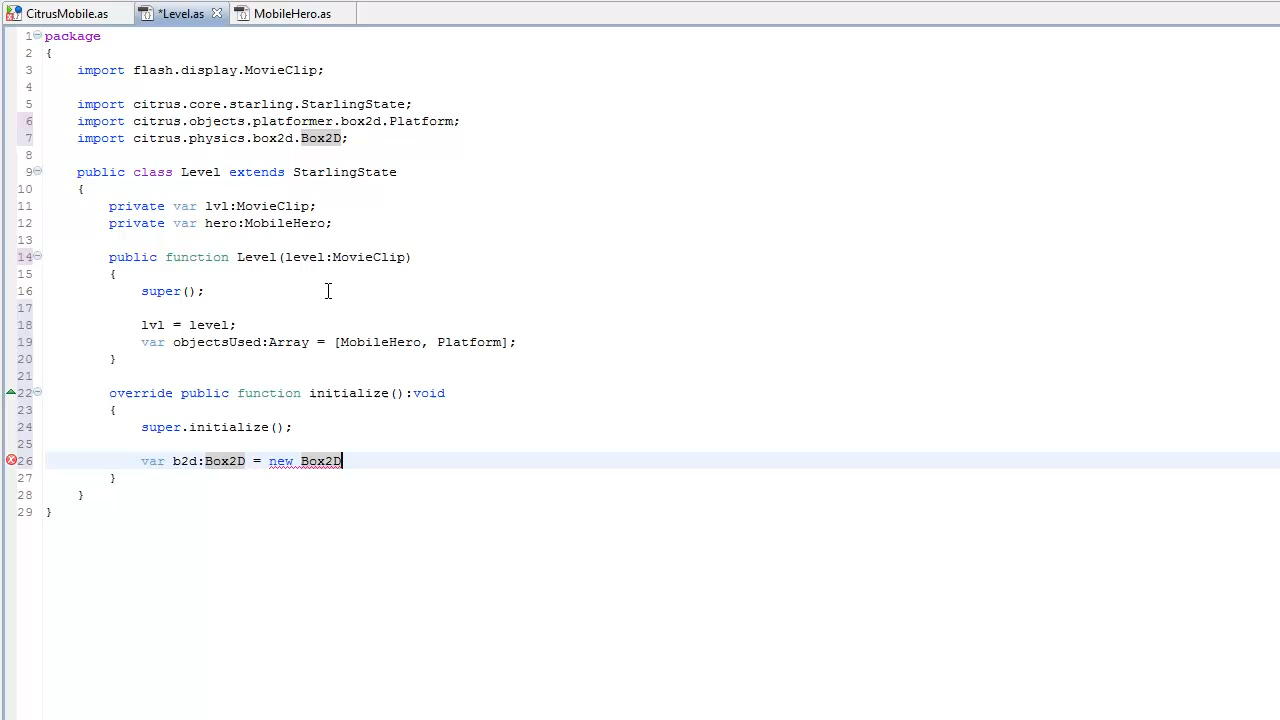 CitrusMobile.as *Level.as MobileHero.as
1 package
2 {
3 import flash.display.MovieClip;
4
5 import citrus.core.starling.StarlingState;
6 import citrus.objects.platformer.box2d.Platform;
7 import citrus.physics.box2d.Box2D;
8
9 public class Level extends StarlingState
10 {
11 private var lvl:MovieClip;
12 private var hero:MobileHero;
13
14 public function Level(level:MovieClip)
15 {
16 super();
17
18 lvl = level;
19 var objectsUsed:Array = [MobileHero, Platform];
20 }
21
22 override public function initialize():void
23 {
24 super.initialize();
25
26 var b2d:Box2D = new Box2D
27 }
28 }
29 }